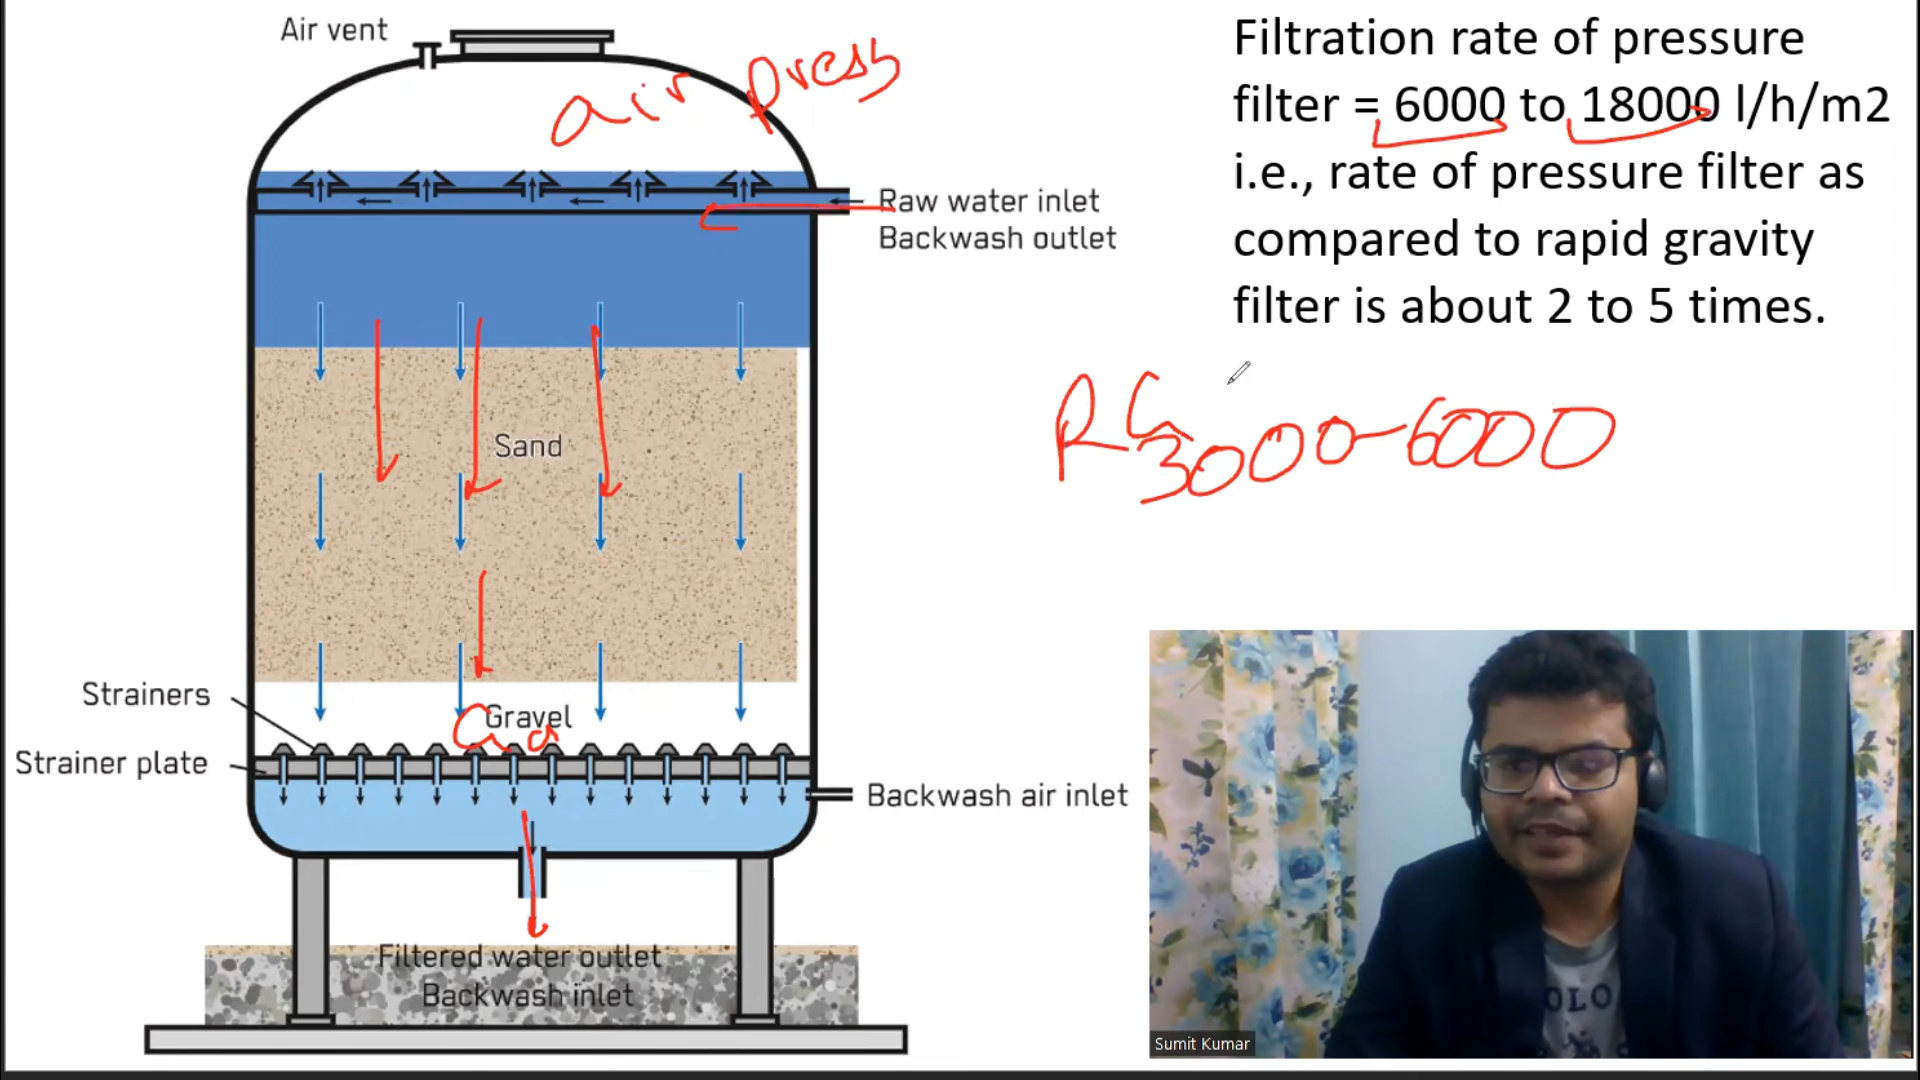 Air vent
air press
Filtration rate of pressure
filter = 6000 to 18000 l/h/m2
i.e., rate of pressure filter as
compared to rapid gravity
filter is about 2 to 5 times.
Raw water inlet
Backwash outlet
RG 3000-6000
Sand
Strainers
Gravel
Strainer plate
Backwash air inlet
Filtered water outlet
Backwash inlet
OLO
Sumit Kumar